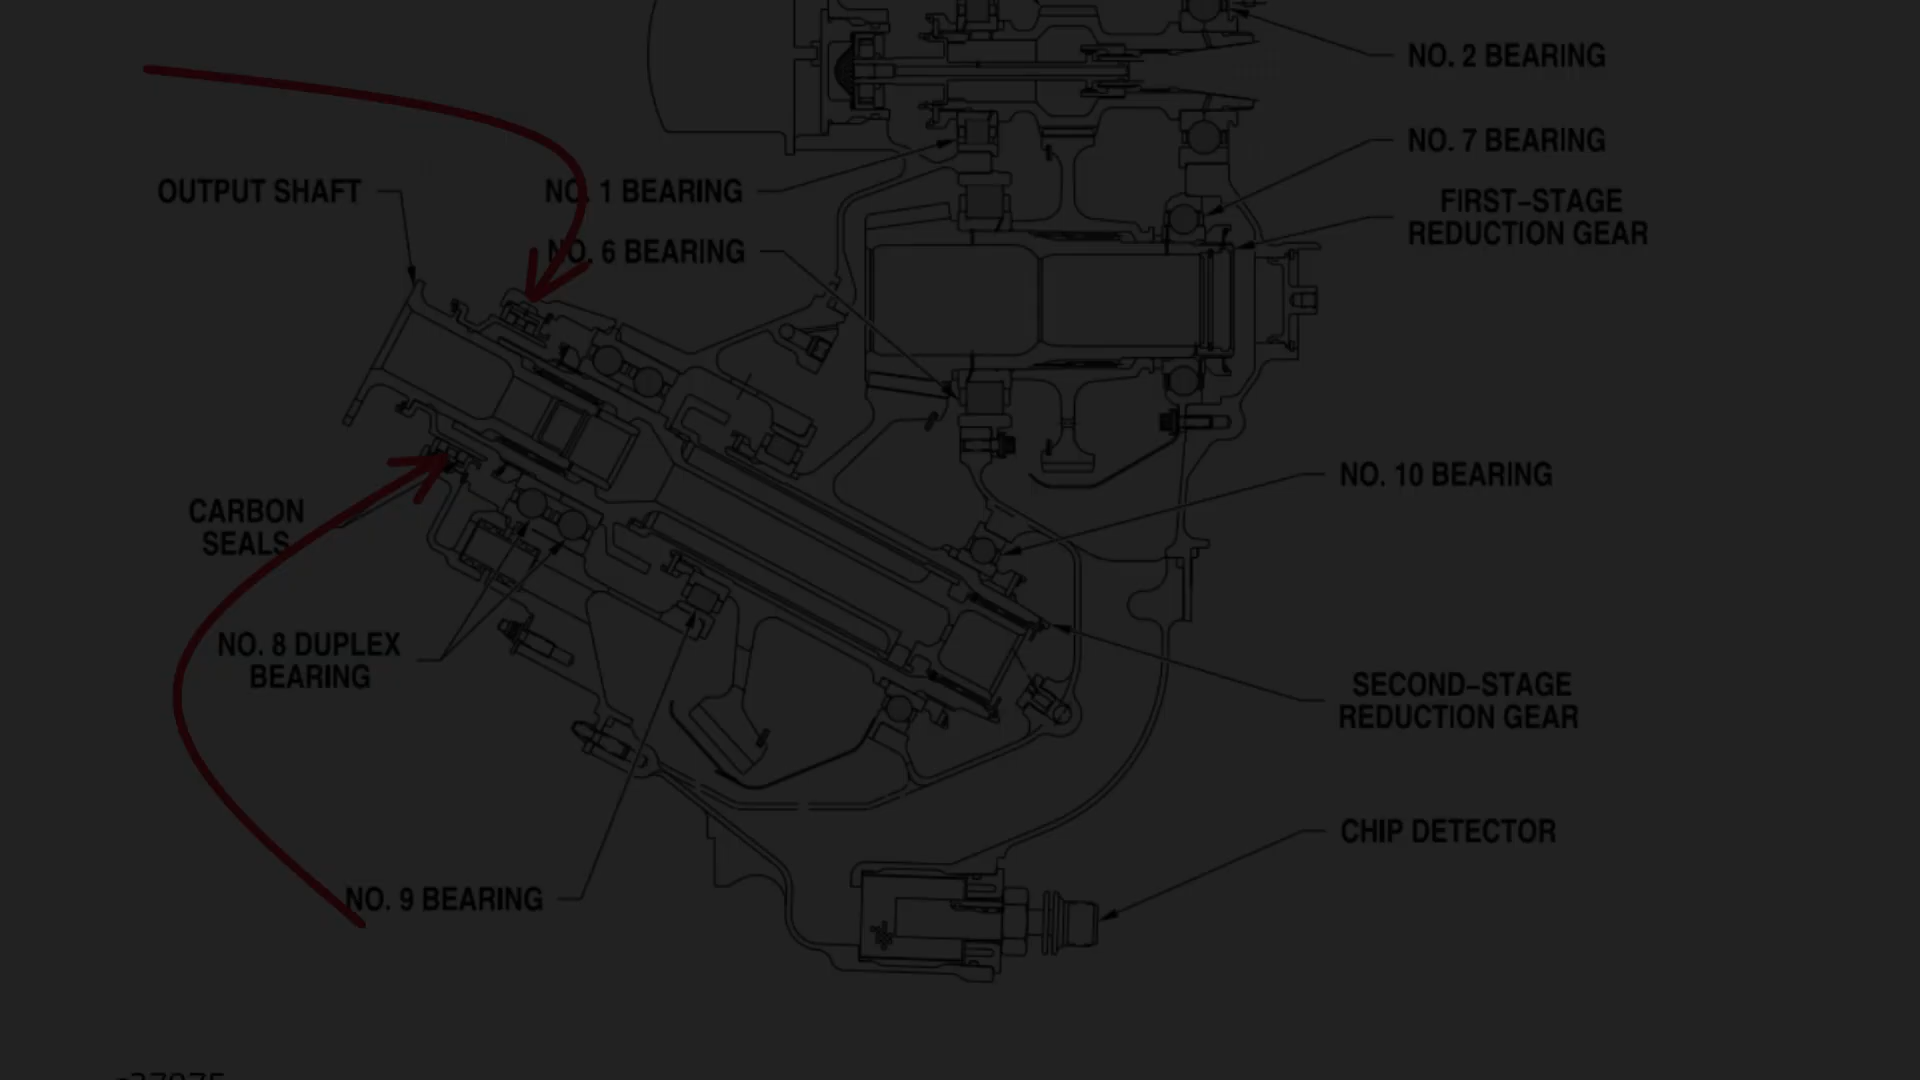 NO. 2 BEARING
NO. 7 BEARING
OUTPUT SHAFT
NO. 1 BEARING
FIRST–STAGE
REDUCTION GEAR
NO. 6 BEARING
NO. 10 BEARING
CARBON
SEALS
NO. 8 DUPLEX
BEARING
SECOND–STAGE
REDUCTION GEAR
CHIP DETECTOR
NO. 9 BEARING